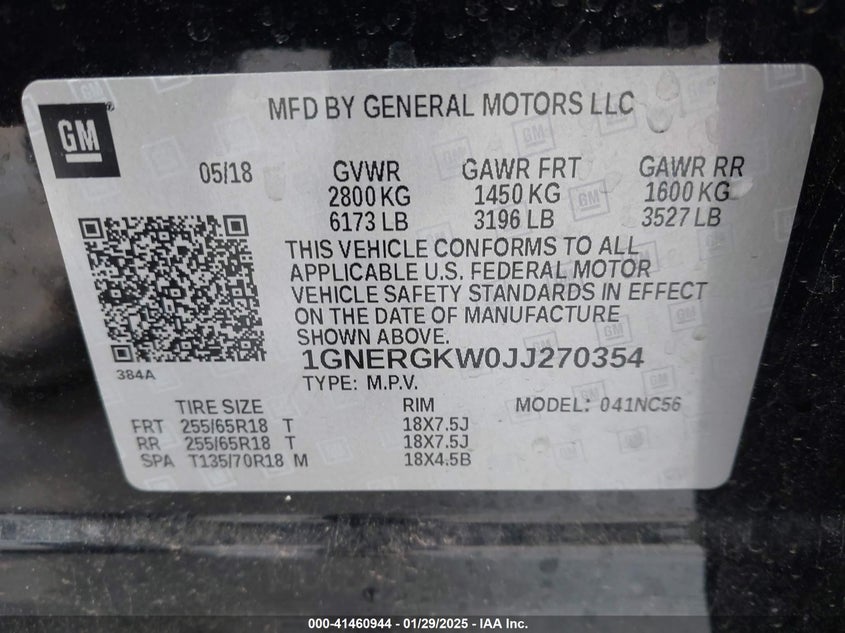 MFD BY GENERAL MOTORS LLC
GM®
05/18 GVWR GAWR FRT GAWR RR
2800 KG 1450 KG 1600 KG
6173 LB 3196 LB 3527 LB
THIS VEHICLE CONFORMS TO ALL
APPLICABLE U.S. FEDERAL MOTOR
VEHICLE SAFETY STANDARDS IN EFFECT
ON THE DATE OF MANUFACTURE
SHOWN ABOVE.
1GNERGKW0JJ270354
384A
TYPE: M.P.V.
TIRE SIZE RIM MODEL: 041NC56
FRT 255/65R18 T 18X7.5J
RR 255/65R18 T 18X7.5J
SPA T135/70R18 M 18X4.5B
000-41460944 - 01/29/2025 - IAA Inc.